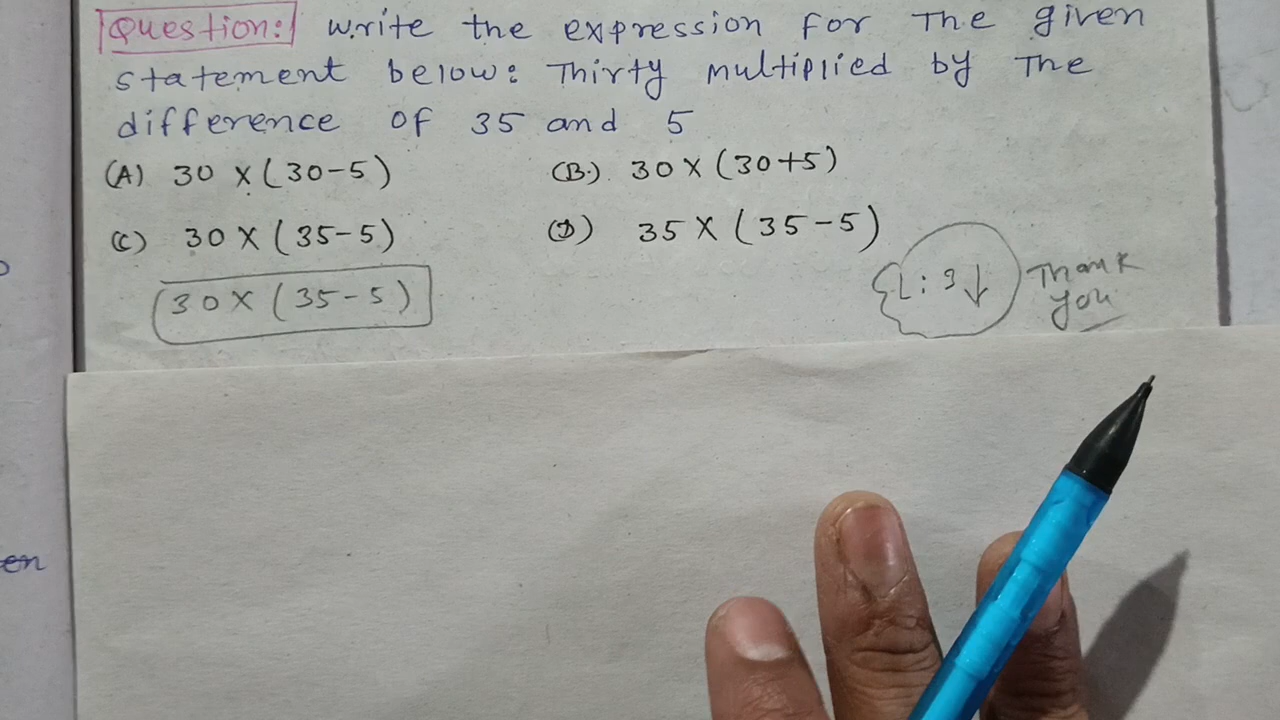 Question: Write the expression for The given
statement below: Thirty multiplied by The
difference of 35 and 5
(A) 30 x (30-5)
(B.) 30 x (30+5)
(C) 30 x (35-5)
(D) 35 x (35-5)
30 x (35-5)
Thank
you
en